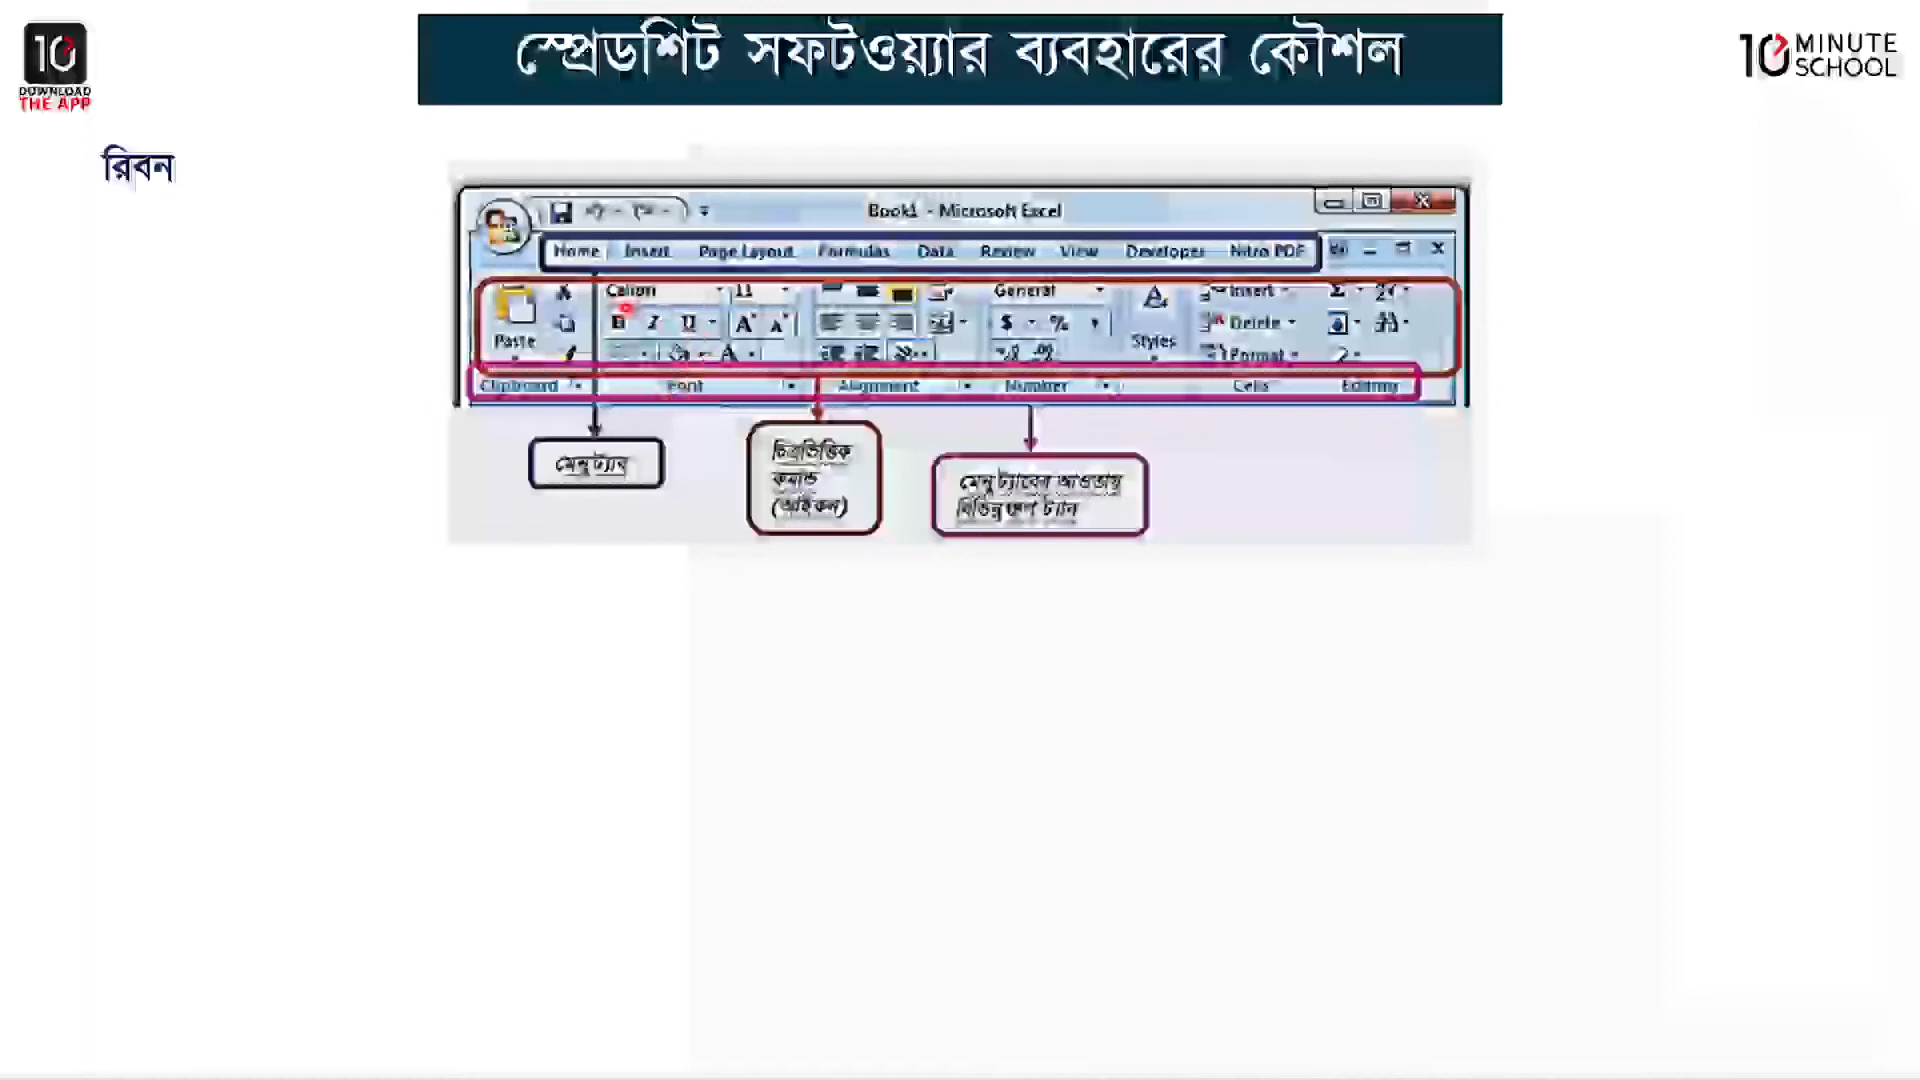 স্প্রেডশিট সফটওয়্যার ব্যবহারের কৌশল
10
DOWNLOAD
THE APP
10 MINUTE
SCHOOL
রিবন
Book1 - Microsoft Excel
Home Insert Page Layout Formulas Data Review View Developer Nitro PDF
Calibri 11 General Insert
B I U A A $ % Delete
Paste Styles Format
Clipboard Font Alignment Number Cells Editing
মেনু ট্যাব
চিত্রভিত্তিক
কমান্ড
(আইকন)
মেনু ট্যাবের আওতায়
বিভিন্ন গ্রুপ ট্যাব